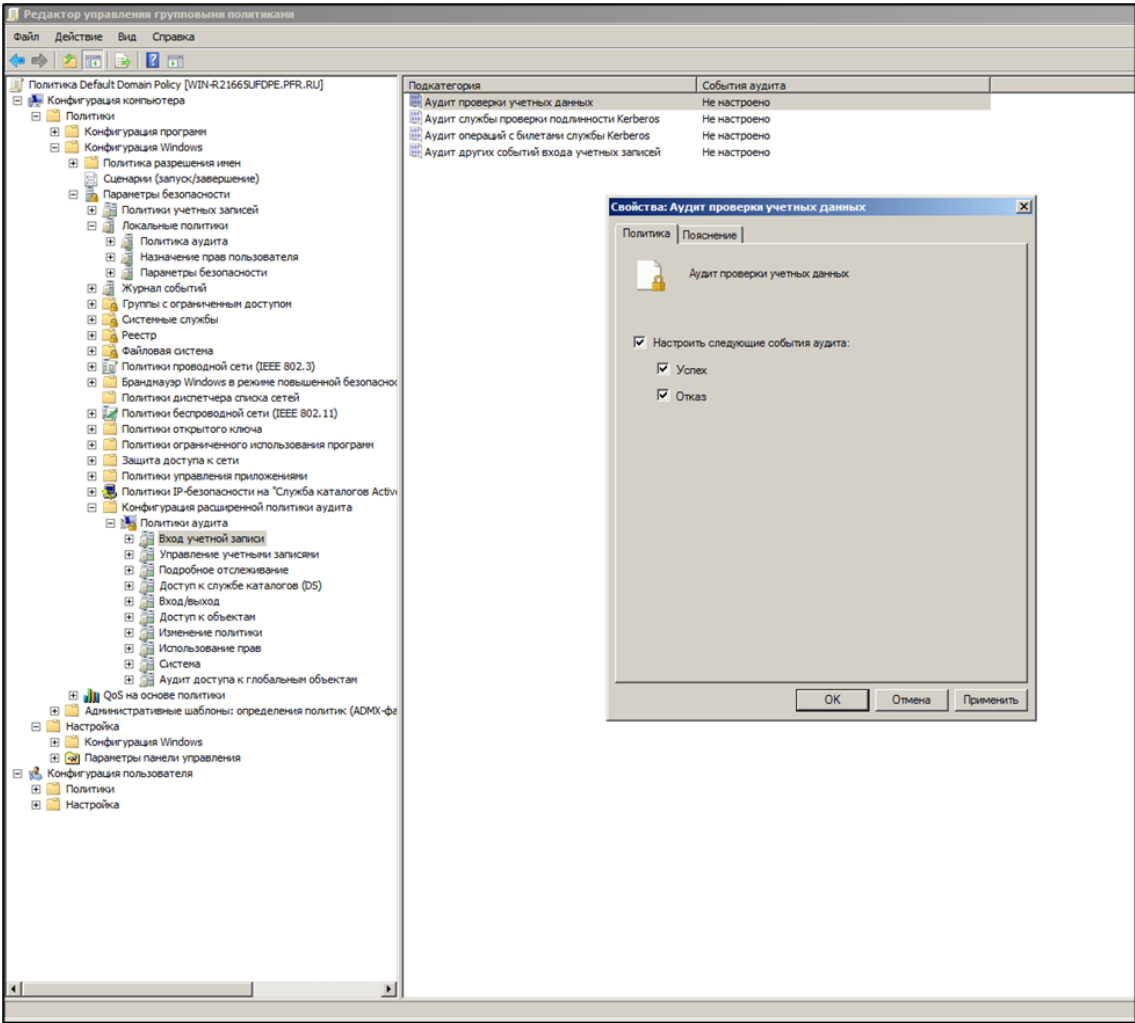 Редактор управления групповыми политиками
Файл Действие Вид Справка
Политика Default Domain Policy [WIN-R21665UFDPE.PFR.RU]
Конфигурация компьютера
Политики
Конфигурация программ
Конфигурация Windows
Политика разрешения имен
Сценарии (запуск/завершение)
Параметры безопасности
Политики учетных записей
Локальные политики
Политика аудита
Назначение прав пользователя
Параметры безопасности
Журнал событий
Группы с ограниченным доступом
Системные службы
Реестр
Файловая система
Политики проводной сети (IEEE 802.3)
Брандмауэр Windows в режиме повышенной безопаснос
Политики диспетчера списка сетей
Политики беспроводной сети (IEEE 802.11)
Политики открытого ключа
Политики ограниченного использования программ
Защита доступа к сети
Политики управления приложениями
Политики IP-безопасности на "Служба каталогов Activ
Конфигурация расширенной политики аудита
Политики аудита
Вход учетной записи
Управление учетными записями
Подробное отслеживание
Доступ к службе каталогов (DS)
Вход/выход
Доступ к объектам
Изменение политики
Использование прав
Система
Аудит доступа к глобальным объектам
QoS на основе политики
Административные шаблоны: определения политик (ADMX-фа
Настройка
Конфигурация Windows
Параметры панели управления
Конфигурация пользователя
Политики
Настройка
Подкатегория События аудита
Аудит проверки учетных данных Не настроено
Аудит службы проверки подлинности Kerberos Не настроено
Аудит операций с билетами службы Kerberos Не настроено
Аудит других событий входа учетных записей Не настроено
Свойства: Аудит проверки учетных данных
Политика Пояснение
Аудит проверки учетных данных
Настроить следующие события аудита:
Успех
Отказ
OK Отмена Применить